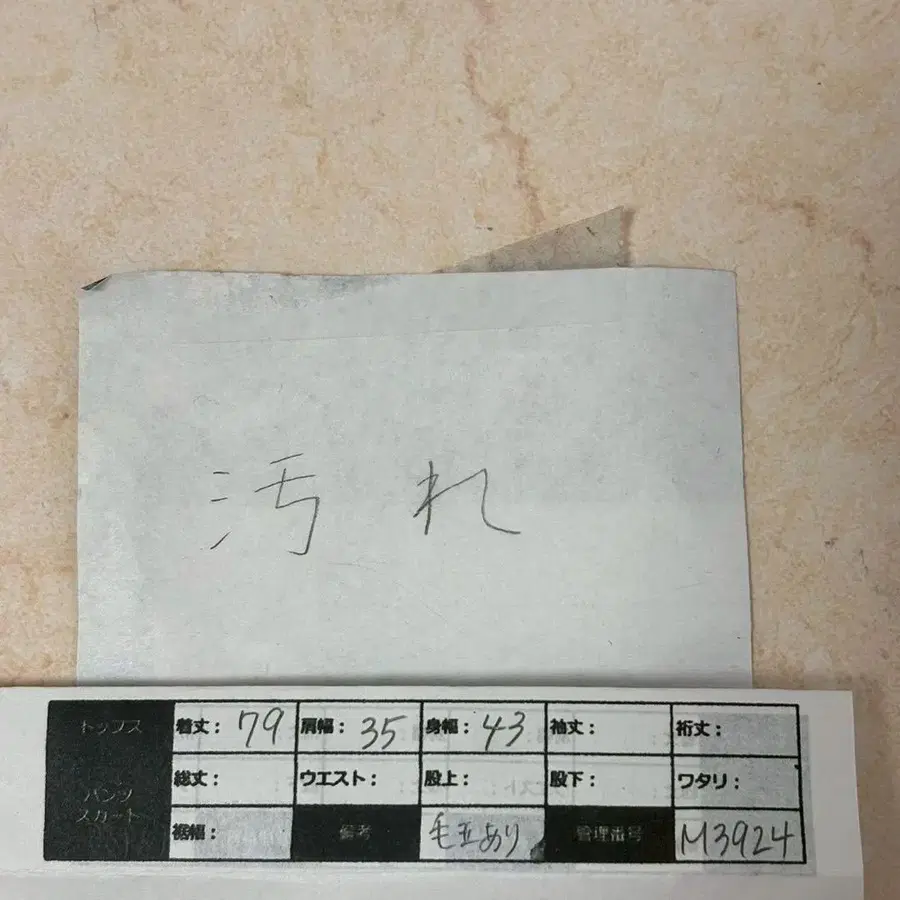 汚れ
トップス 着丈：79 肩幅：35 身幅：43 袖丈： 裄丈：
パンツ スカート 総丈： ウエスト： 股上： 股下： ワタリ：
裾幅： 備考 毛玉あり 管理番号 M3924